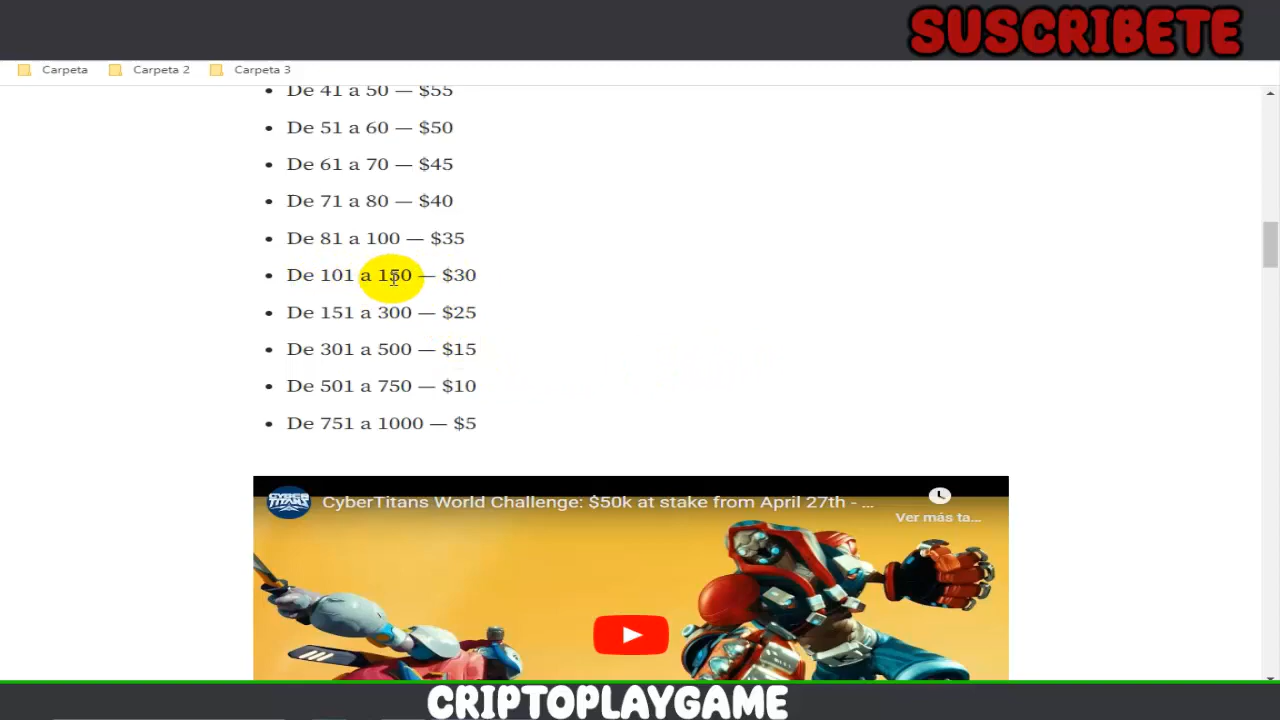 SUSCRIBETE
Carpeta Carpeta 2 Carpeta 3
De 41 a 50 — $55
De 51 a 60 — $50
De 61 a 70 — $45
De 71 a 80 — $40
De 81 a 100 — $35
De 101 a 150 — $30
De 151 a 300 — $25
De 301 a 500 — $15
De 501 a 750 — $10
De 751 a 1000 — $5
CYBER TITANS
CyberTitans World Challenge: $50k at stake from April 27th - ...
Ver más ta...
CRIPTOPLAYGAME